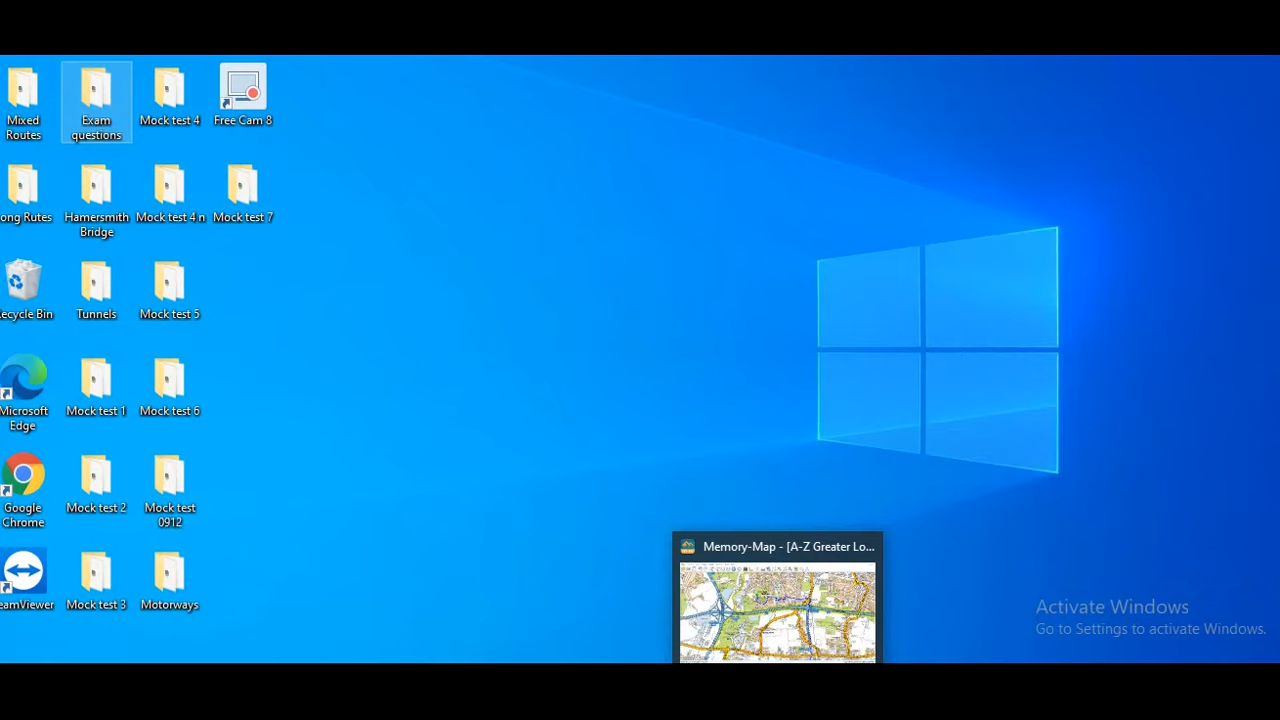 Mixed
Routes
Exam
questions
Mock test 4
Free Cam 8
ong Rutes
Hamersmith
Bridge
Mock test 4 n
Mock test 7
ecycle Bin
Tunnels
Mock test 5
Microsoft
Edge
Mock test 1
Mock test 6
Google
Chrome
Mock test 2
Mock test
0912
eamViewer
Mock test 3
Motorways
Memory-Map - [A-Z Greater Lo...
Activate Windows
Go to Settings to activate Windows.